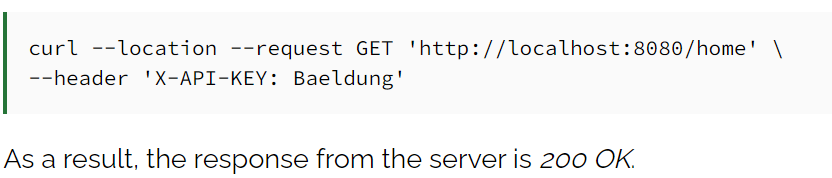 curl --location --request GET 'http://localhost:8080/home' \
--header 'X-API-KEY: Baeldung'
As a result, the response from the server is 200 OK.